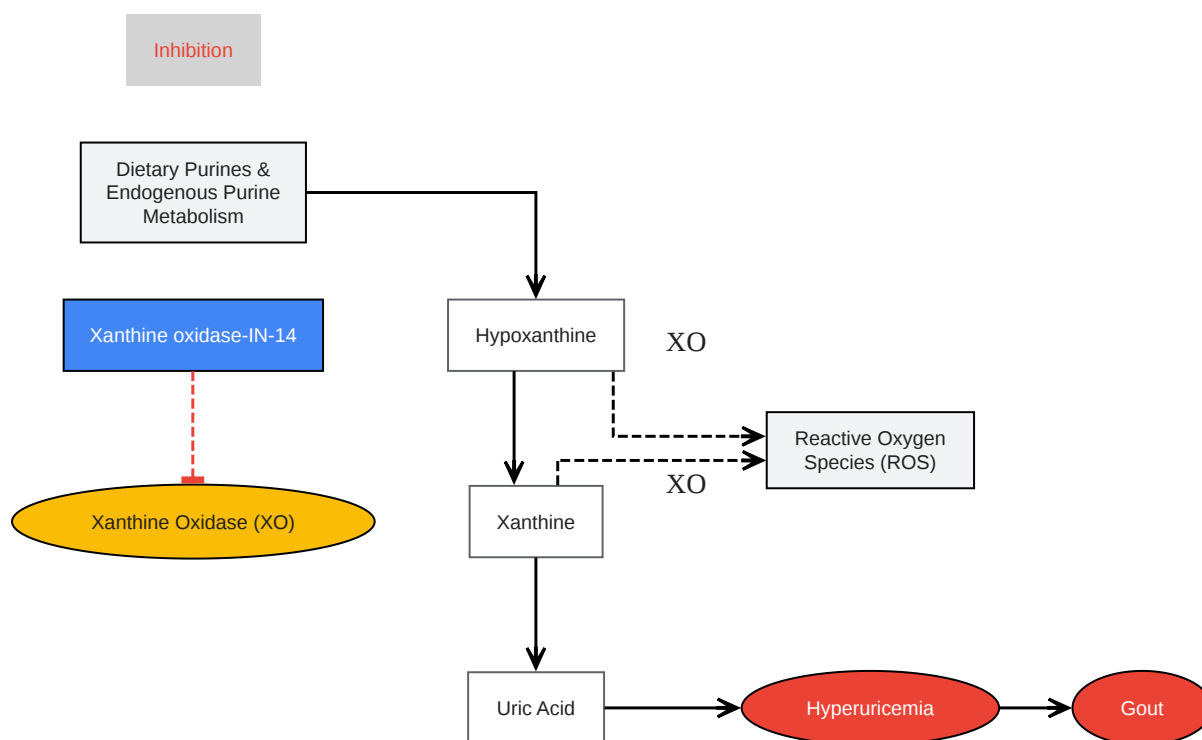 Inhibition
Dietary Purines &
Endogenous Purine
Metabolism
Xanthine oxidase-IN-14
Hypoxanthine
XO
Reactive Oxygen
Species (ROS)
XO
Xanthine Oxidase (XO)
Xanthine
Uric Acid
Hyperuricemia
Gout